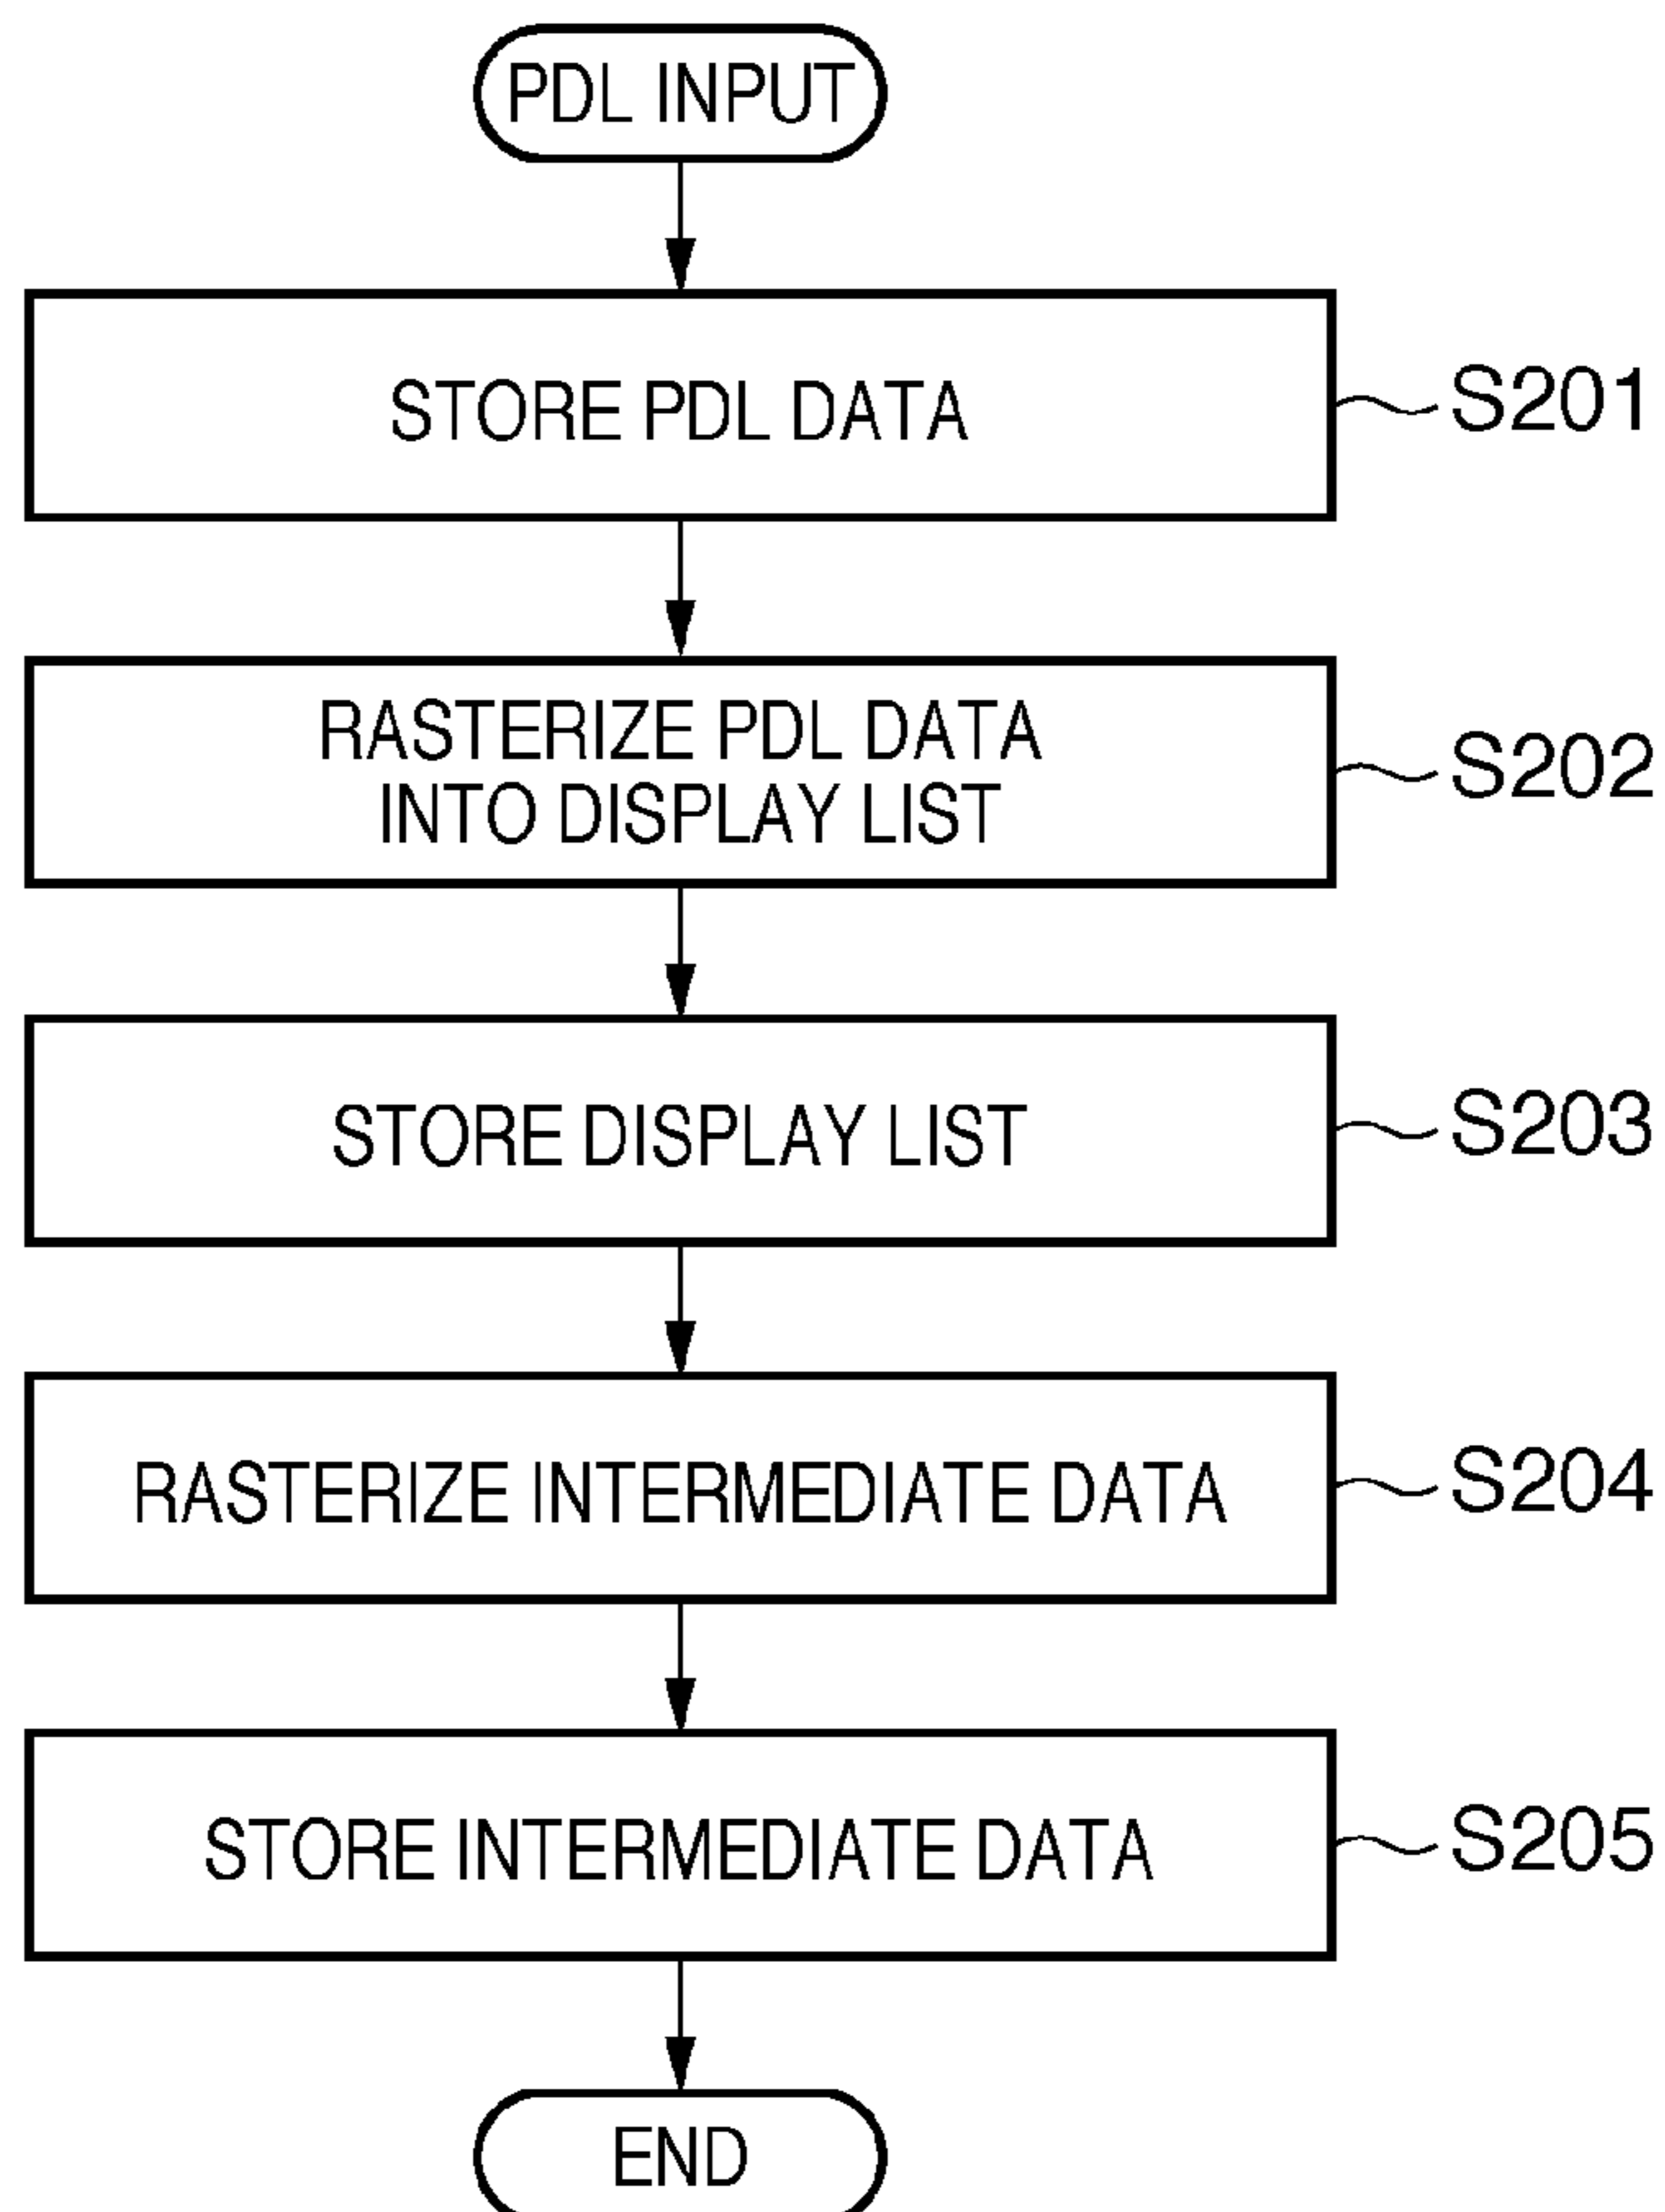 PDL INPUT
STORE PDL DATA
S201
RASTERIZE PDL DATA
INTO DISPLAY LIST
S202
STORE DISPLAY LIST
S203
RASTERIZE INTERMEDIATE DATA
S204
STORE INTERMEDIATE DATA
S205
END